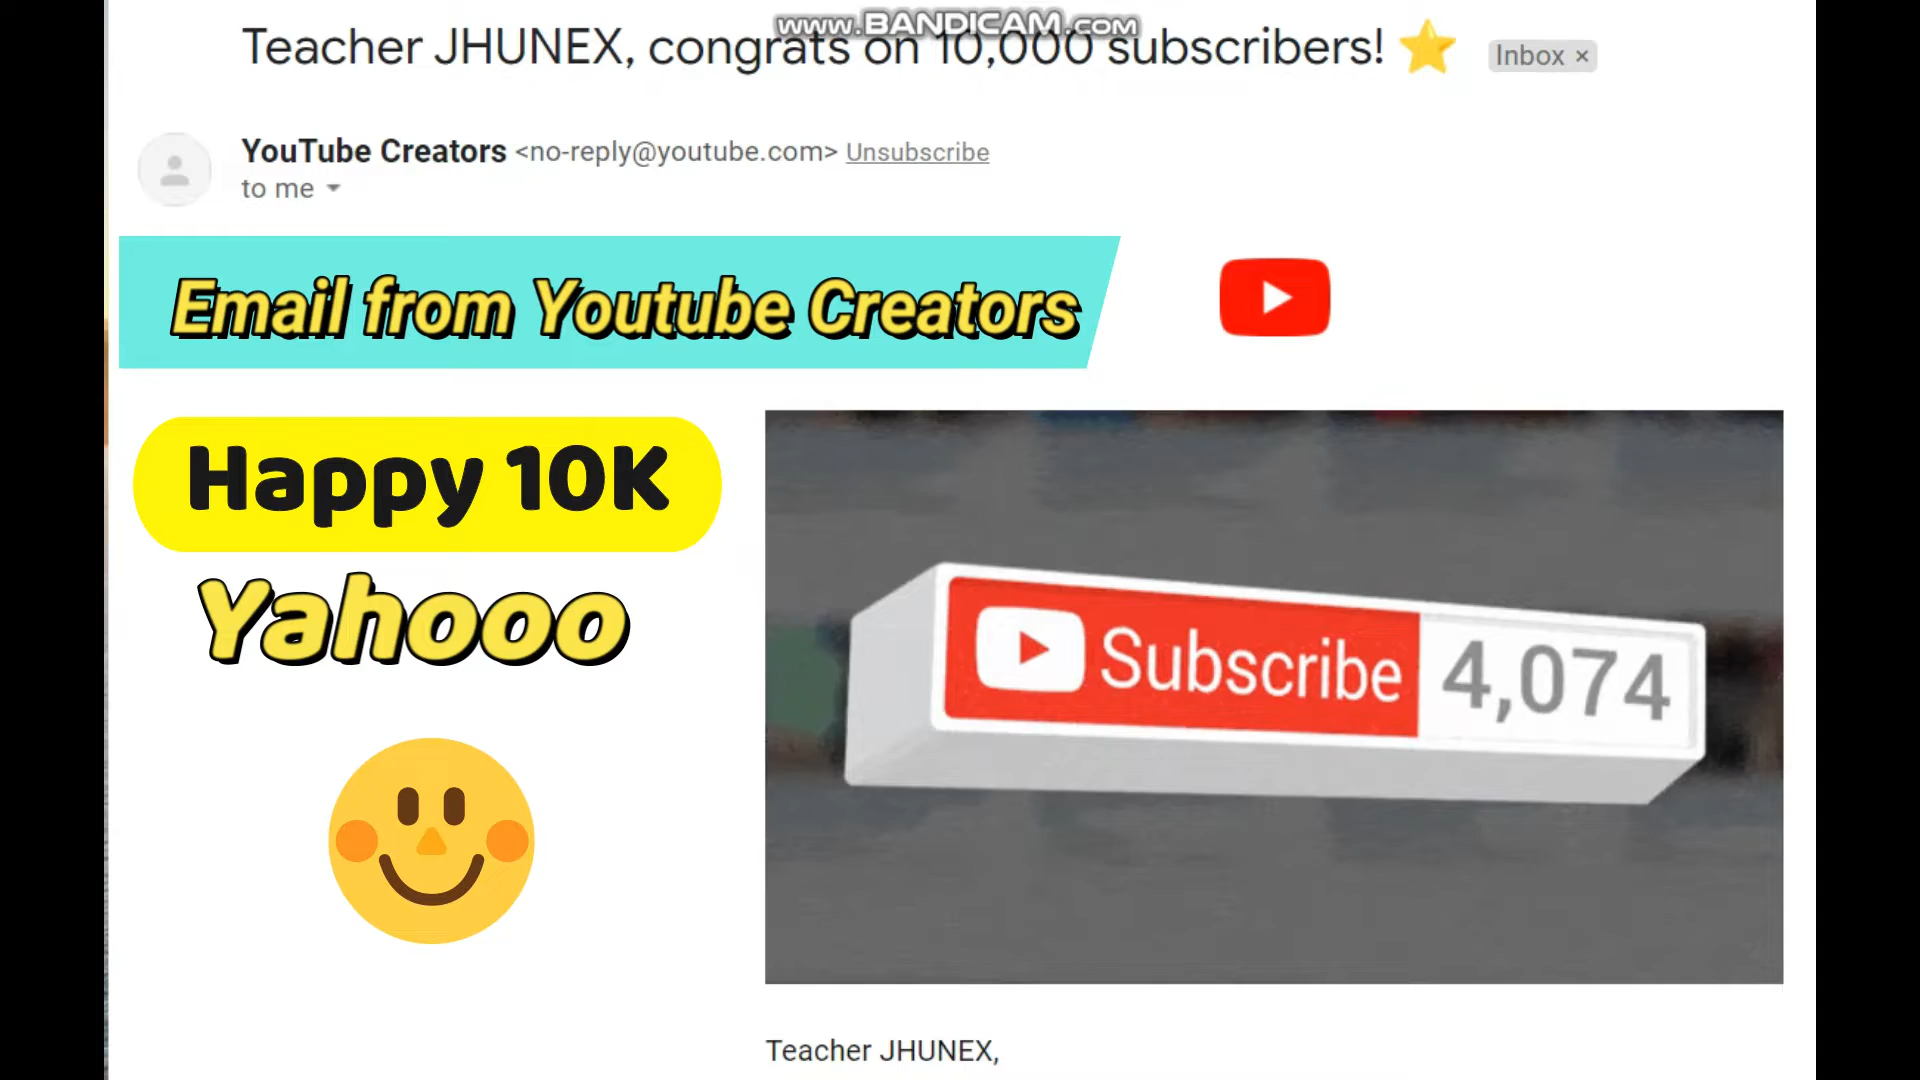 www.BANDICAM.com
Teacher JHUNEX, congrats on 10,000 subscribers! Inbox ×
YouTube Creators <no-reply@youtube.com> Unsubscribe
to me
Email from Youtube Creators
Happy 10K
Yahooo
Subscribe 4,074
Teacher JHUNEX,